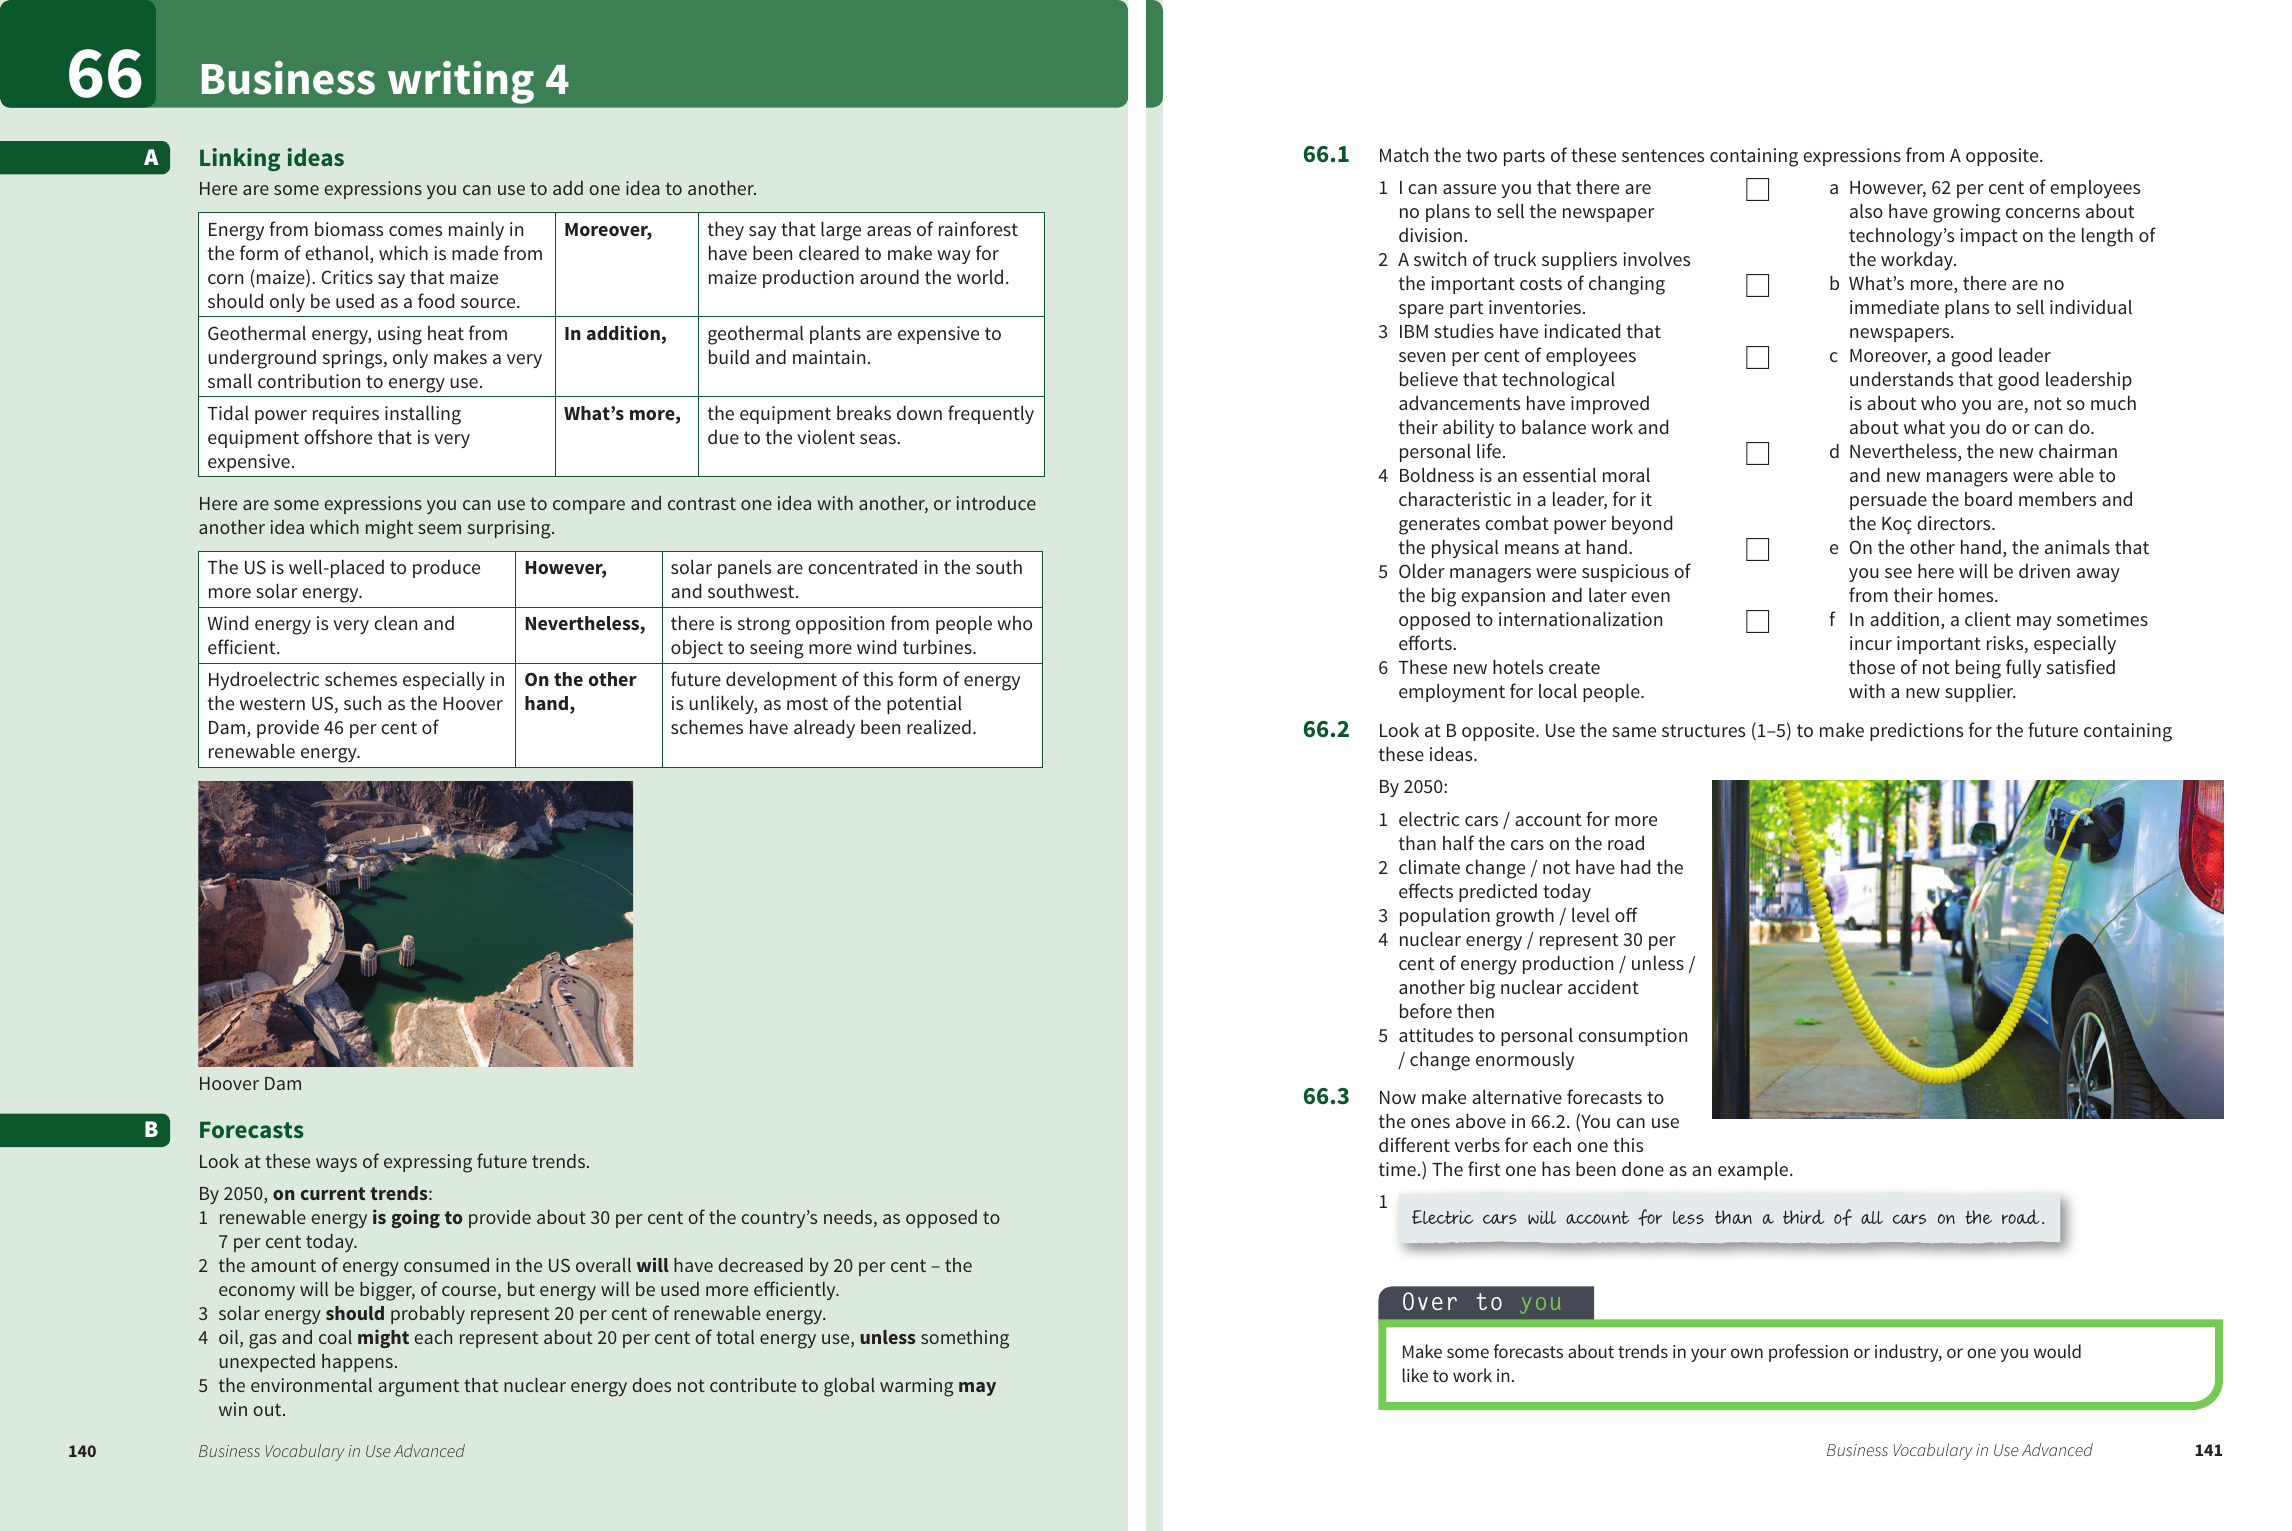 66
Business writing 4
A
Linking ideas
Here are some expressions you can use to add one idea to another.
Energy from biomass comes mainly in
the form of ethanol, which is made from
corn (maize). Critics say that maize
should only be used as a food source.
Moreover,
they say that large areas of rainforest
have been cleared to make way for
maize production around the world.
Geothermal energy, using heat from
underground springs, only makes a very
small contribution to energy use.
In addition,
geothermal plants are expensive to
build and maintain.
Tidal power requires installing
equipment offshore that is very
expensive.
What's more,
the equipment breaks down frequently
due to the violent seas.
Here are some expressions you can use to compare and contrast one idea with another, or introduce
another idea which might seem surprising.
The US is well-placed to produce
more solar energy.
However,
solar panels are concentrated in the south
and southwest.
Wind energy is very clean and
efficient.
Nevertheless,
there is strong opposition from people who
object to seeing more wind turbines.
Hydroelectric schemes especially in
the western US, such as the Hoover
Dam, provide 46 per cent of
renewable energy.
On the other
hand,
future development of this form of energy
is unlikely, as most of the potential
schemes have already been realized.
Hoover Dam
B
Forecasts
Look at these ways of expressing future trends.
By 2050, on current trends:
1 renewable energy is going to provide about 30 per cent of the country's needs, as opposed to
7 per cent today.
2 the amount of energy consumed in the US overall will have decreased by 20 per cent – the
economy will be bigger, of course, but energy will be used more efficiently.
3 solar energy should probably represent 20 per cent of renewable energy.
4 oil, gas and coal might each represent about 20 per cent of total energy use, unless something
unexpected happens.
5 the environmental argument that nuclear energy does not contribute to global warming may
win out.
140
Business Vocabulary in Use Advanced
66.1
Match the two parts of these sentences containing expressions from A opposite.
1 I can assure you that there are
no plans to sell the newspaper
division.
2 A switch of truck suppliers involves
the important costs of changing
spare part inventories.
3 IBM studies have indicated that
seven per cent of employees
believe that technological
advancements have improved
their ability to balance work and
personal life.
4 Boldness is an essential moral
characteristic in a leader, for it
generates combat power beyond
the physical means at hand.
5 Older managers were suspicious of
the big expansion and later even
opposed to internationalization
efforts.
6 These new hotels create
employment for local people.
a However, 62 per cent of employees
also have growing concerns about
technology's impact on the length of
the workday.
b What's more, there are no
immediate plans to sell individual
newspapers.
c Moreover, a good leader
understands that good leadership
is about who you are, not so much
about what you do or can do.
d Nevertheless, the new chairman
and new managers were able to
persuade the board members and
the Koç directors.
e On the other hand, the animals that
you see here will be driven away
from their homes.
f In addition, a client may sometimes
incur important risks, especially
those of not being fully satisfied
with a new supplier.
66.2
Look at B opposite. Use the same structures (1–5) to make predictions for the future containing
these ideas.
By 2050:
1 electric cars / account for more
than half the cars on the road
2 climate change / not have had the
effects predicted today
3 population growth / level off
4 nuclear energy / represent 30 per
cent of energy production / unless /
another big nuclear accident
before then
5 attitudes to personal consumption
/ change enormously
66.3
Now make alternative forecasts to
the ones above in 66.2. (You can use
different verbs for each one this
time.) The first one has been done as an example.
1
Electric cars will account for less than a third of all cars on the road.
Over to you
Make some forecasts about trends in your own profession or industry, or one you would
like to work in.
Business Vocabulary in Use Advanced
141